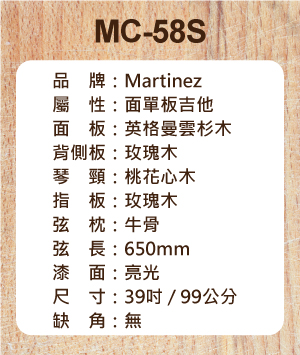 MC-58S
品　牌：Martinez
屬　性：面單板吉他
面　板：英格曼雲杉木
背側板：玫瑰木
琴　頸：桃花心木
指　板：玫瑰木
弦　枕：牛骨
弦　長：650mm
漆　面：亮光
尺　寸：39吋 / 99公分
缺　角：無